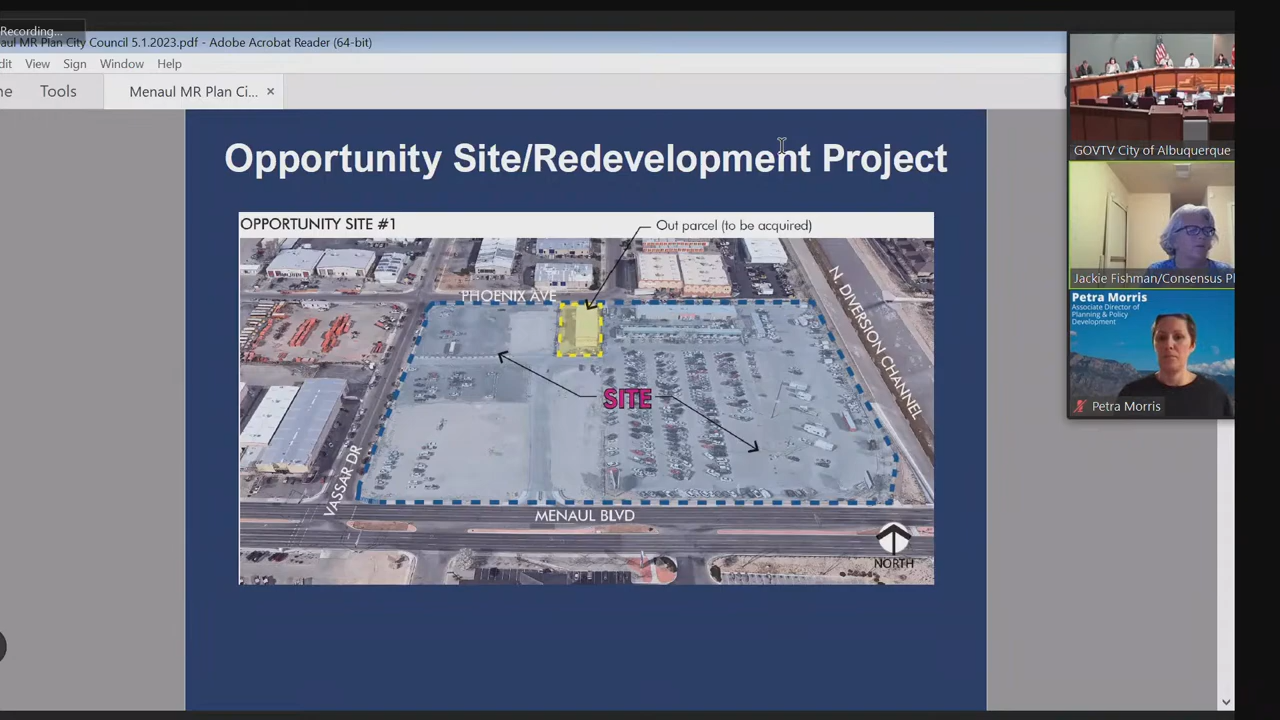 Recording...
aul MR Plan City Council 5.1.2023.pdf - Adobe Acrobat Reader (64-bit)
dit View Sign Window Help
me Tools Menaul MR Plan Ci... ×
Opportunity Site/Redevelopment Project
OPPORTUNITY SITE #1
Out parcel (to be acquired)
PHOENIX AVE
N. DIVERSION CHANNEL
SITE
VASSAR DR
MENAUL BLVD
NORTH
GOVTV City of Albuquerque
Jackie Fishman/Consensus Pl
Petra Morris
Associate Director of
Planning & Policy
Development
Petra Morris